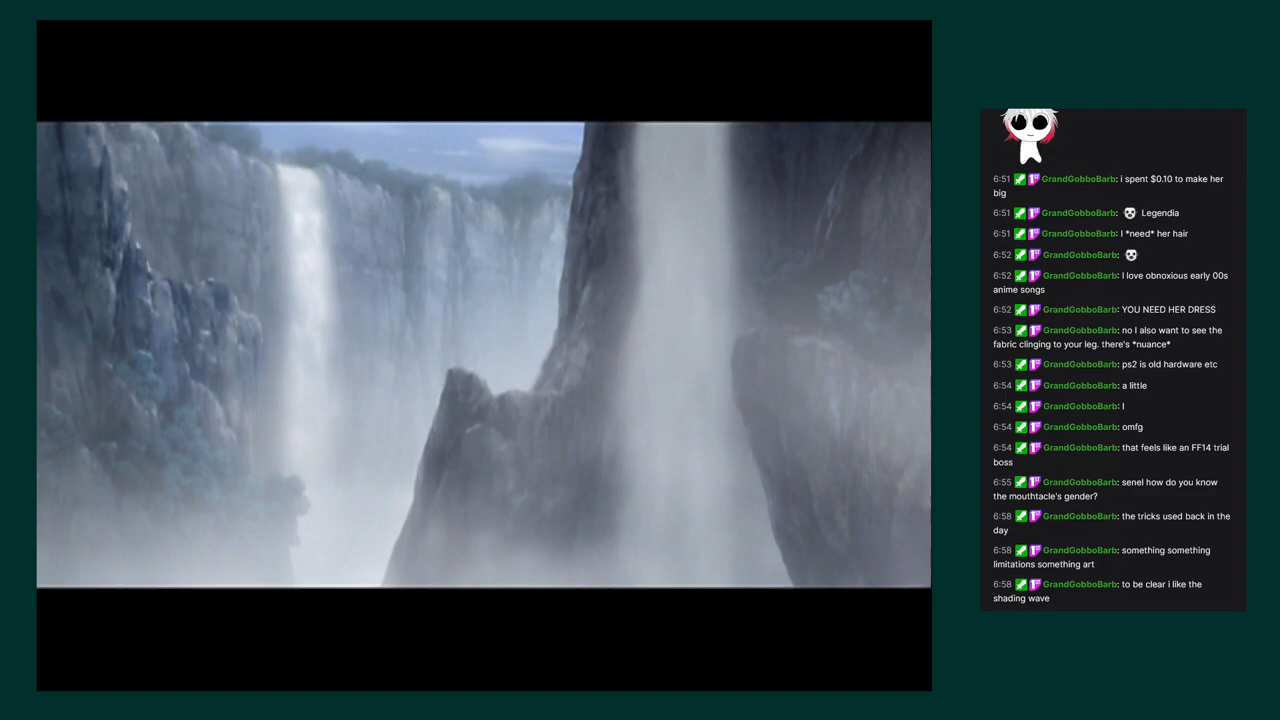 6:51 GrandGobboBarb: i spent $0.10 to make her
big
6:51 GrandGobboBarb: Legendia
6:51 GrandGobboBarb: I *need* her hair
6:52 GrandGobboBarb:
6:52 GrandGobboBarb: I love obnoxious early 00s
anime songs
6:52 GrandGobboBarb: YOU NEED HER DRESS
6:53 GrandGobboBarb: no I also want to see the
fabric clinging to your leg. there's *nuance*
6:53 GrandGobboBarb: ps2 is old hardware etc
6:54 GrandGobboBarb: a little
6:54 GrandGobboBarb: I
6:54 GrandGobboBarb: omfg
6:54 GrandGobboBarb: that feels like an FF14 trial
boss
6:55 GrandGobboBarb: senel how do you know
the mouthtacle's gender?
6:58 GrandGobboBarb: the tricks used back in the
day
6:58 GrandGobboBarb: something something
limitations something art
6:58 GrandGobboBarb: to be clear i like the
shading wave